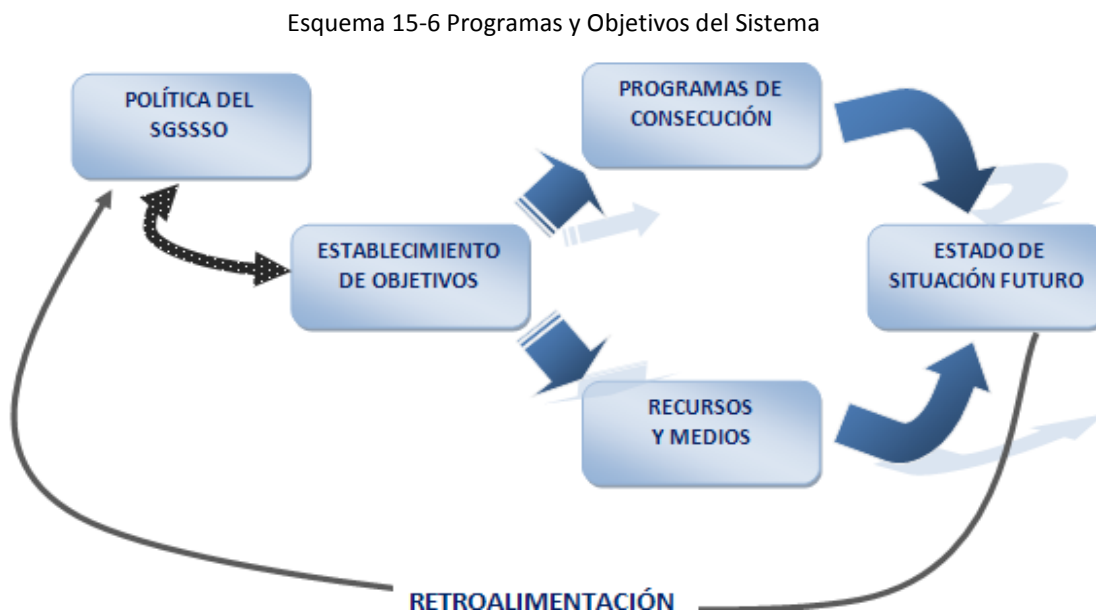 Esquema 15-6 Programas y Objetivos del Sistema
POLÍTICA DEL
SGSSSO
PROGRAMAS DE
CONSECUCIÓN
ESTABLECIMIENTO
DE OBJETIVOS
ESTADO DE
SITUACIÓN FUTURO
RECURSOS
Y MEDIOS
RETROALIMENTACIÓN